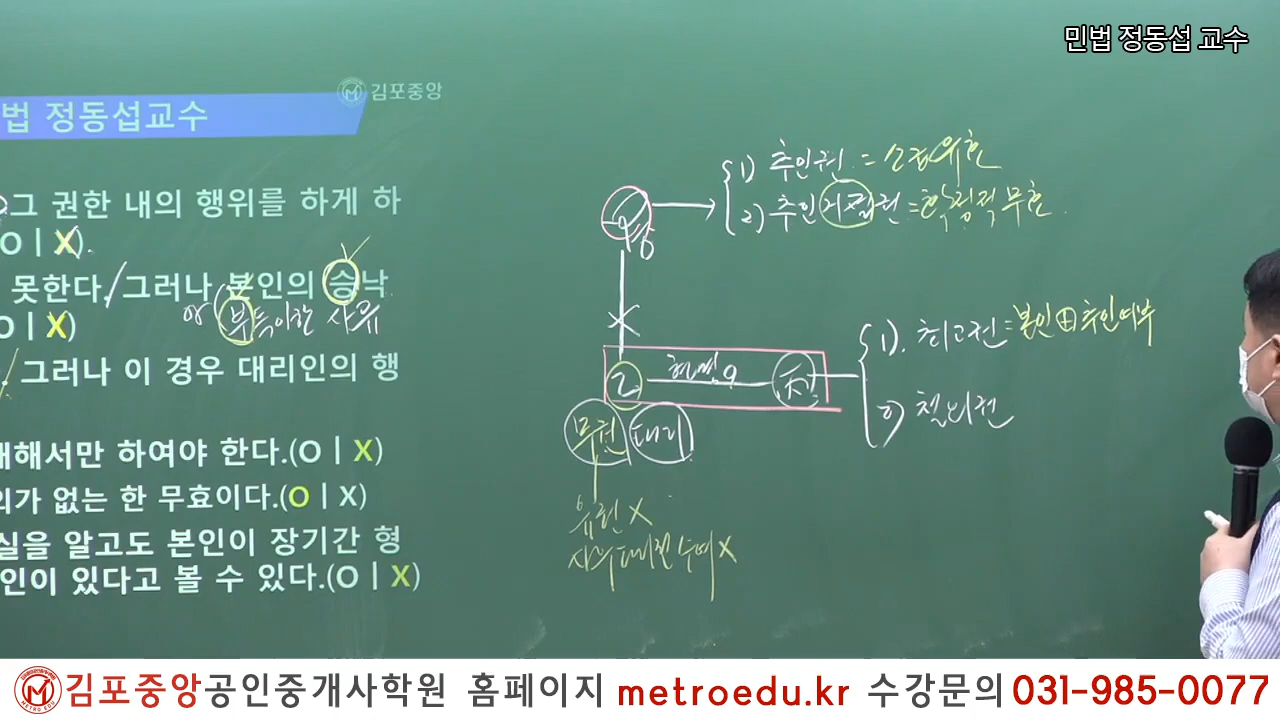 민법 정동섭 교수
김포중앙
법 정동섭교수
그 권한 내의 행위를 하게 하
O | X).
못한다. 그러나 본인의 승낙
or 부득이한 사유
O | X)
. 그러나 이 경우 대리인의 행
해서만 하여야 한다.(O | X)
의가 없는 한 무효이다.(O | X)
실을 알고도 본인이 장기간 형
인이 있다고 볼 수 있다.(O | X)
1) 추인권 = 소급유효
2) 추인거절권 = 확정적 무효
본
X
현명
1). 최고권 = 본인 추인여부
2) 철회권
무권 대리
유권 X
X
김포중앙공인중개사학원 홈페이지 metroedu.kr 수강문의 031-985-0077